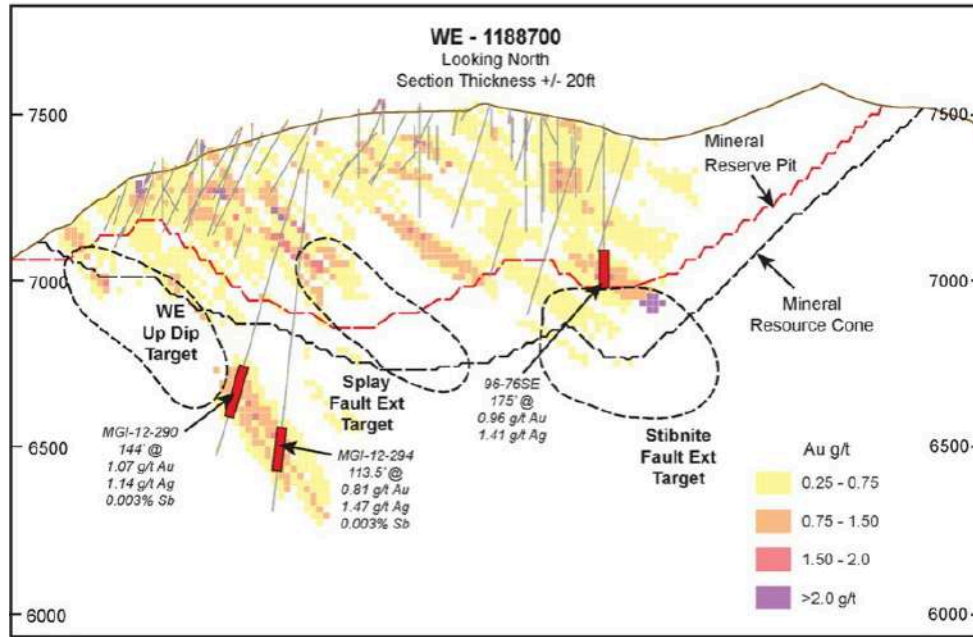 WE - 1188700
Looking North
Section Thickness +/- 20ft
7500
7500
Mineral
Reserve Pit
7000
7000
WE
Up Dip
Target
Mineral
Resource Cone
Splay
Fault Ext
Target
96-76SE
175' @
0.96 g/t Au
1.41 g/t Ag
Stibnite
Fault Ext
Target
MGI-12-290
144' @
1.07 g/t Au
1.14 g/t Ag
0.003% Sb
MGI-12-294
113.5' @
0.81 g/t Au
1.47 g/t Ag
0.003% Sb
6500
6500
Au g/t
0.25 - 0.75
0.75 - 1.50
1.50 - 2.0
>2.0 g/t
6000
6000